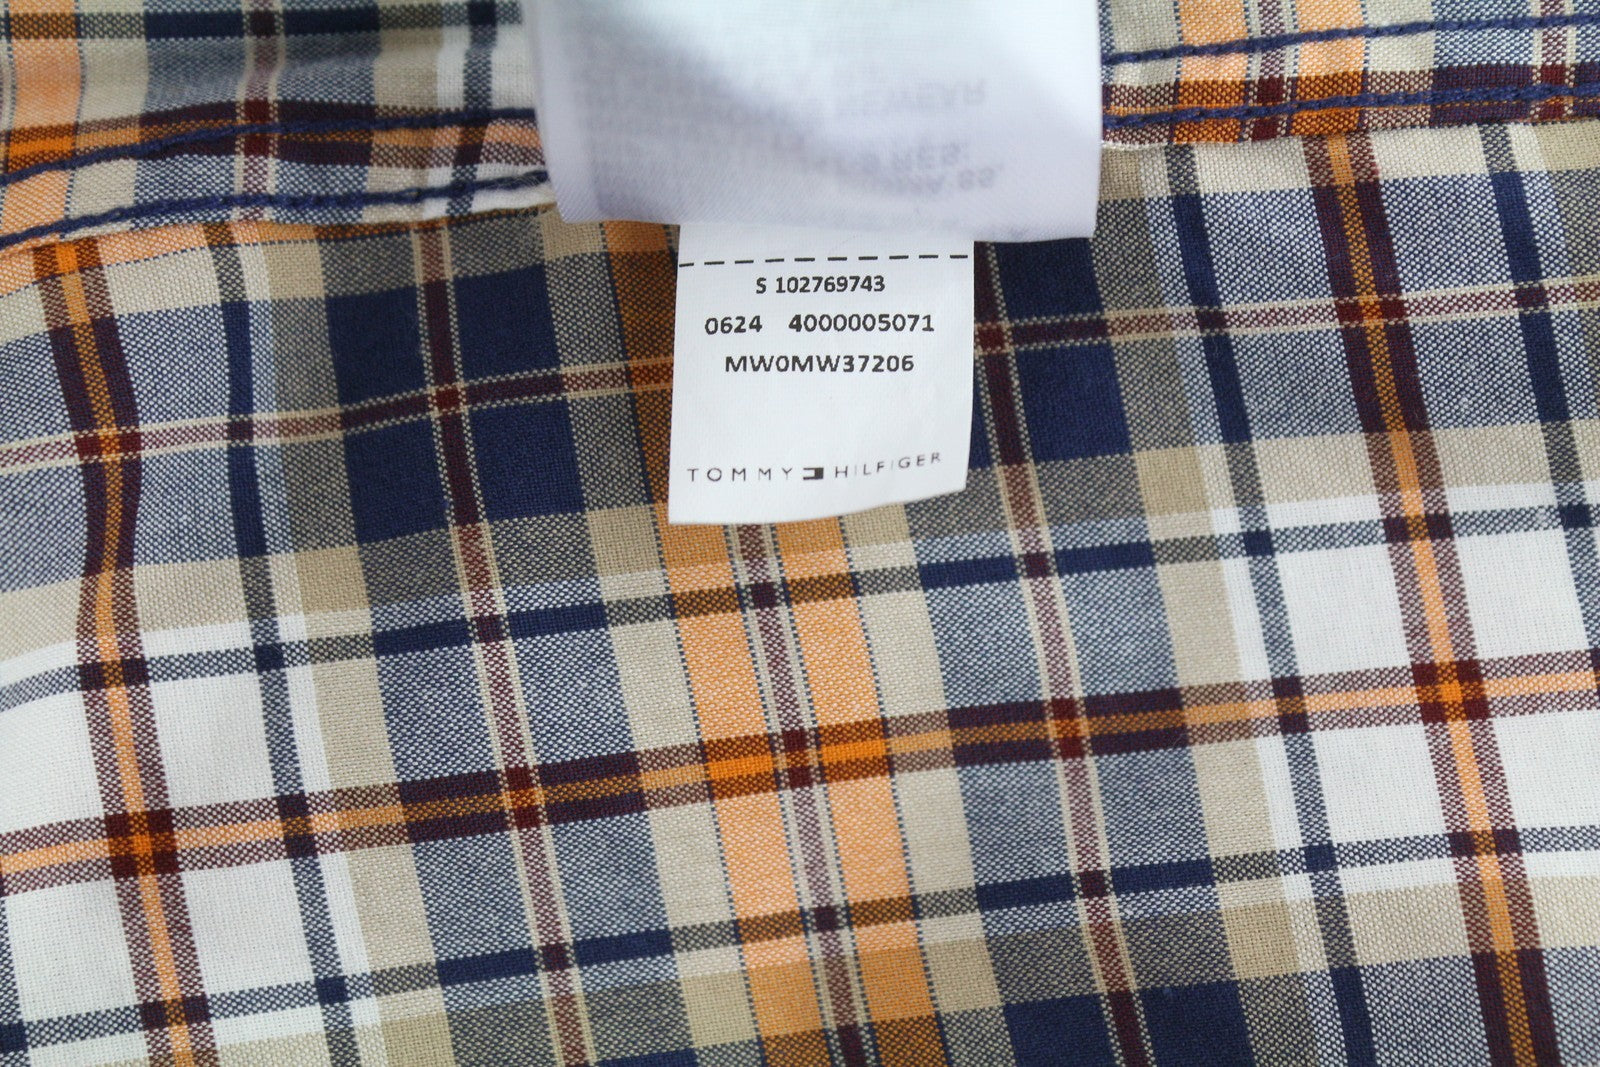 S 102769743
0624 4000005071
MW0MW37206
TOMMY HILFIGER